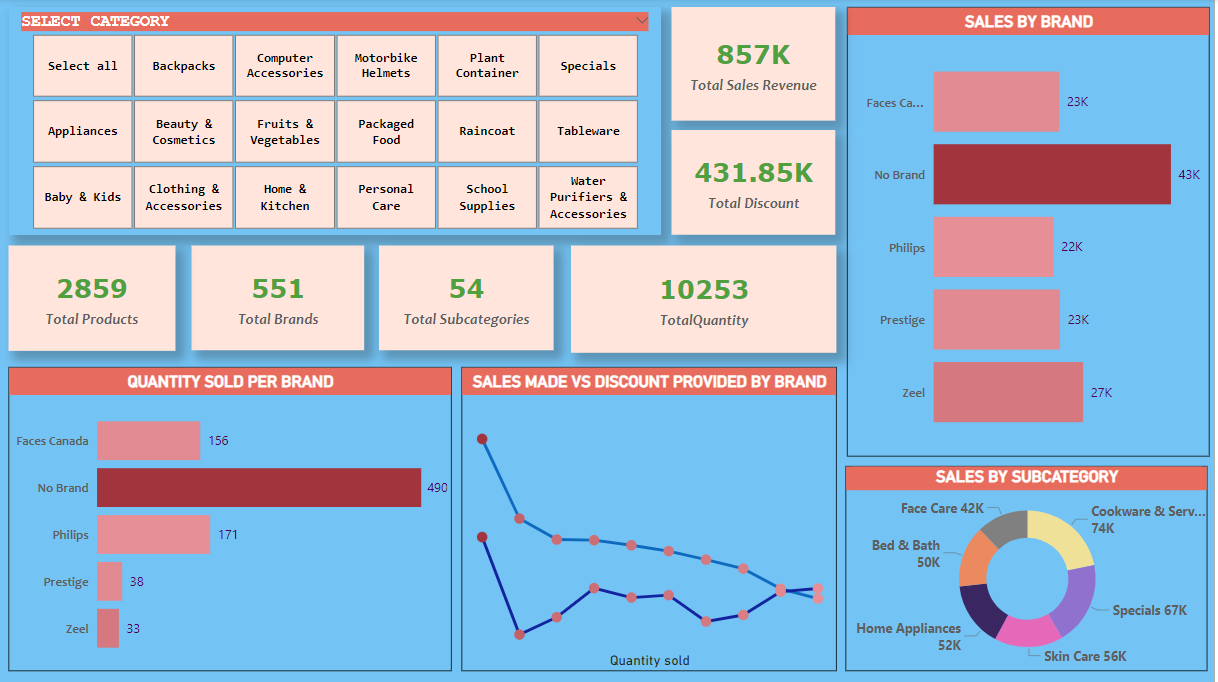 SELECT CATEGORY
Select all
Backpacks
Computer
Accessories
Motorbike
Helmets
Plant
Container
Specials
Appliances
Beauty &
Cosmetics
Fruits &
Vegetables
Packaged
Food
Raincoat
Tableware
Baby & Kids
Clothing &
Accessories
Home &
Kitchen
Personal
Care
School
Supplies
Water
Purifiers &
Accessories
857K
Total Sales Revenue
431.85K
Total Discount
2859
Total Products
551
Total Brands
54
Total Subcategories
10253
TotalQuantity
SALES BY BRAND
Faces Ca...
23K
No Brand
43K
Philips
22K
Prestige
23K
Zeel
27K
QUANTITY SOLD PER BRAND
Faces Canada
156
No Brand
490
Philips
171
Prestige
38
Zeel
33
SALES MADE VS DISCOUNT PROVIDED BY BRAND
Quantity sold
SALES BY SUBCATEGORY
Face Care 42K
Cookware & Serv...
74K
Bed & Bath
50K
Specials 67K
Home Appliances
52K
Skin Care 56K